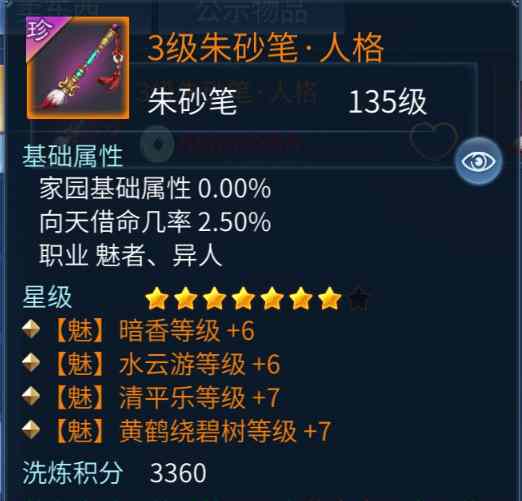 公示物品
珍
3级朱砂笔·人格
朱砂笔 135级
基础属性
家园基础属性 0.00%
向天借命几率 2.50%
职业 魅者、异人
星级
【魅】暗香等级 +6
【魅】水云游等级 +6
【魅】清平乐等级 +7
【魅】黄鹤绕碧树等级 +7
洗炼积分 3360